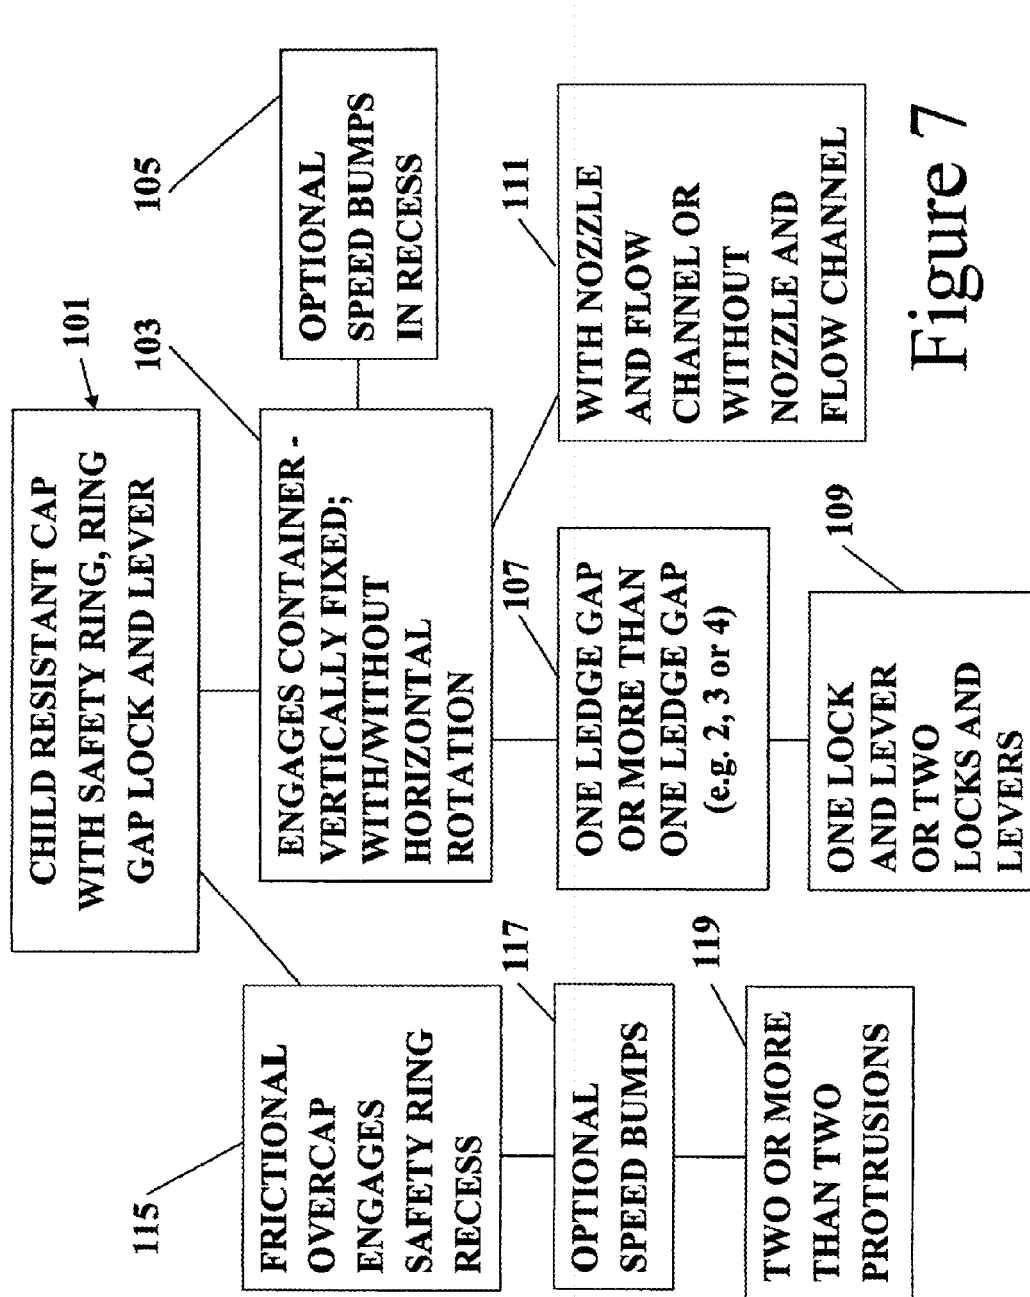 CHILD RESISTANT CAP
WITH SAFETY RING, RING
GAP LOCK AND LEVER
101
103
105
ENGAGES CONTAINER -
VERTICALLY FIXED;
WITH/WITHOUT
HORIZONTAL
ROTATION
OPTIONAL
SPEED BUMPS
IN RECESS
115
FRICTIONAL
OVERCAP
ENGAGES
SAFETY RING
RECESS
117
107
111
OPTIONAL
SPEED BUMPS
ONE LEDGE GAP
OR MORE THAN
ONE LEDGE GAP
(e.g. 2, 3 or 4)
WITH NOZZLE
AND FLOW
CHANNEL OR
WITHOUT
NOZZLE AND
FLOW CHANNEL
119
109
TWO OR MORE
THAN TWO
PROTRUSIONS
ONE LOCK
AND LEVER
OR TWO
LOCKS AND
LEVERS
Figure 7